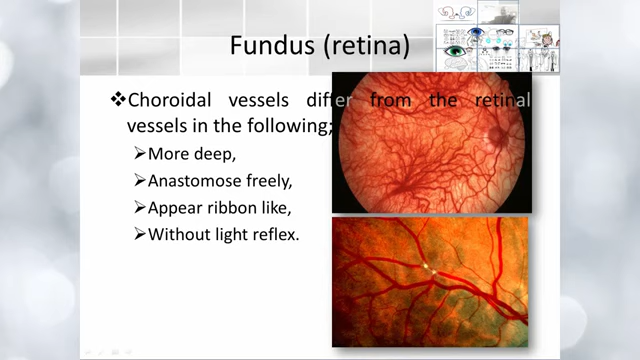 Fundus (retina)
❖Choroidal vessels differ from the retinal
vessels in the following;
➢More deep,
➢Anastomose freely,
➢Appear ribbon like,
➢Without light reflex.